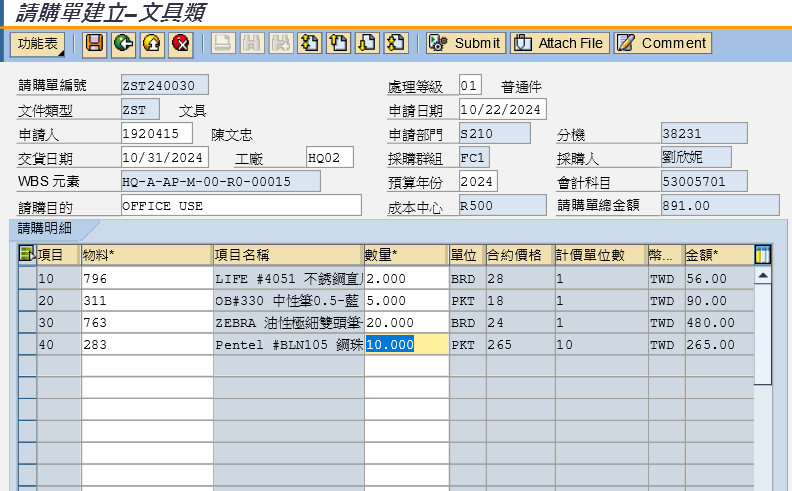 請購單建立–文具類
功能表 Submit Attach File Comment
請購單編號 ZST240030 處理等級 01 普通件
文件類型 ZST 文具 申請日期 10/22/2024
申請人 1920415 陳文忠 申請部門 S210 分機 38231
交貨日期 10/31/2024 工廠 HQ02 採購群組 FC1 採購人 劉欣妮
WBS 元素 HQ-A-AP-M-00-R0-00015 預算年份 2024 會計科目 53005701
請購目的 OFFICE USE 成本中心 R500 請購單總金額 891.00
請購明細
項目 物料* 項目名稱 數量* 單位 合約價格 計價單位數 幣... 金額*
10 796 LIFE #4051 不銹鋼直 2.000 BRD 28 1 TWD 56.00
20 311 OB#330 中性筆0.5-藍 5.000 PKT 18 1 TWD 90.00
30 763 ZEBRA 油性極細雙頭筆 20.000 BRD 24 1 TWD 480.00
40 283 Pentel #BLN105 鋼珠 10.000 PKT 265 10 TWD 265.00